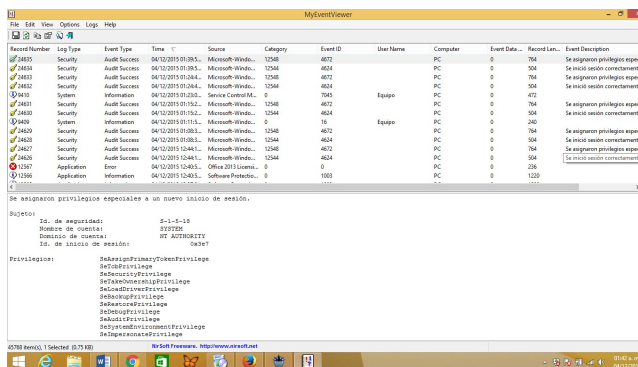 MyEventViewer
File Edit View Options Logs Help
Record Number Log Type Event Type Time Source Category Event ID User Name Computer Event Data ... Record Len... Event Description
24635 Security Audit Success 04/12/2015 01:39:5... Microsoft-Windo... 12548 4672 PC 0 764 Se asignaron privilegios espe
24634 Security Audit Success 04/12/2015 01:39:5... Microsoft-Windo... 12544 4624 PC 0 504 Se inició sesión correctament
24633 Security Audit Success 04/12/2015 01:24:4... Microsoft-Windo... 12548 4672 PC 0 764 Se asignaron privilegios espe
24632 Security Audit Success 04/12/2015 01:24:4... Microsoft-Windo... 12544 4624 PC 0 504 Se inició sesión correctament
9410 System Information 04/12/2015 01:23:0... Service Control M... 0 7045 Equipo PC 0 472
24631 Security Audit Success 04/12/2015 01:15:2... Microsoft-Windo... 12548 4672 PC 0 764 Se asignaron privilegios espe
24630 Security Audit Success 04/12/2015 01:15:2... Microsoft-Windo... 12544 4624 PC 0 504 Se inició sesión correctament
9409 System Information 04/12/2015 01:11:5... Microsoft-Windo... 0 16 Equipo PC 0 240
24629 Security Audit Success 04/12/2015 01:08:3... Microsoft-Windo... 12548 4672 PC 0 764 Se asignaron privilegios espe
24628 Security Audit Success 04/12/2015 01:08:3... Microsoft-Windo... 12544 4624 PC 0 504 Se inició sesión correctament
24627 Security Audit Success 04/12/2015 12:44:1... Microsoft-Windo... 12548 4672 PC 0 764 Se asignaron privilegios espe
24626 Security Audit Success 04/12/2015 12:44:1... Microsoft-Windo... 12544 4624 PC 0 504 Se inició sesión correctament
12567 Application Error 04/12/2015 12:40:5... Office 2013 Licensi... 0 0 PC 0 236
12566 Application Information 04/12/2015 12:40:5... Software Protectio... 0 1003 PC 0 1220
Se asignaron privilegios especiales a un nuevo inicio de sesión.
Sujeto:
Id. de seguridad: S-1-5-18
Nombre de cuenta: SYSTEM
Dominio de cuenta: NT AUTHORITY
Id. de inicio de sesión: 0x3e7
Privilegios: SeAssignPrimaryTokenPrivilege
SeTcbPrivilege
SeSecurityPrivilege
SeTakeOwnershipPrivilege
SeLoadDriverPrivilege
SeBackupPrivilege
SeRestorePrivilege
SeDebugPrivilege
SeAuditPrivilege
SeSystemEnvironmentPrivilege
SeImpersonatePrivilege
45788 item(s), 1 Selected (0.75 KB) NirSoft Freeware. http://www.nirsoft.net
01:42 a. m.